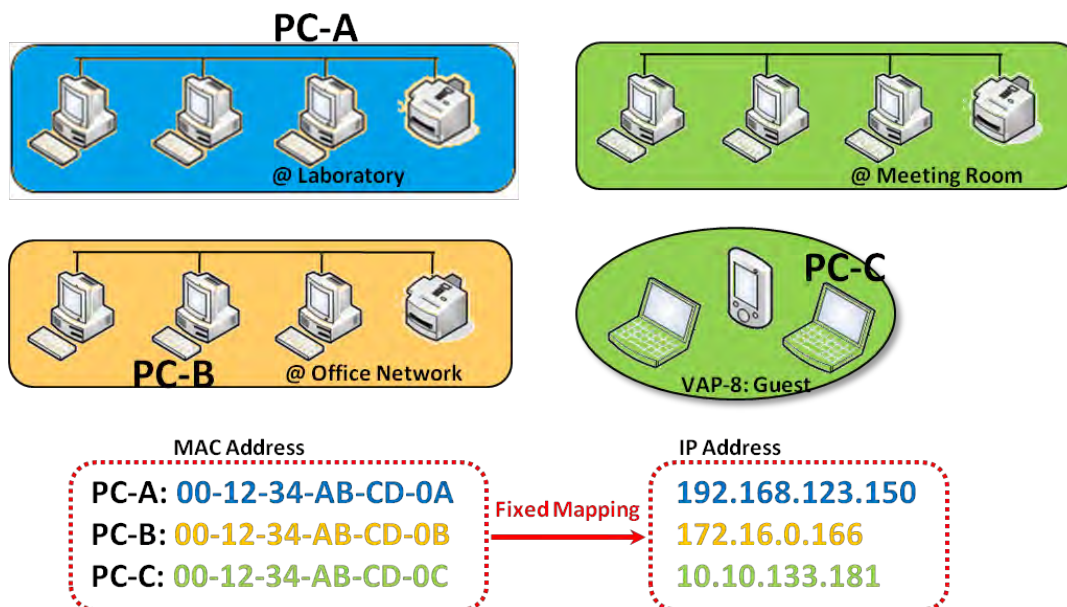 PC-A
@ Laboratory
@ Meeting Room
PC-B
@ Office Network
PC-C
VAP-8: Guest
MAC Address
PC-A: 00-12-34-AB-CD-0A
PC-B: 00-12-34-AB-CD-0B
PC-C: 00-12-34-AB-CD-0C
Fixed Mapping
IP Address
192.168.123.150
172.16.0.166
10.10.133.181